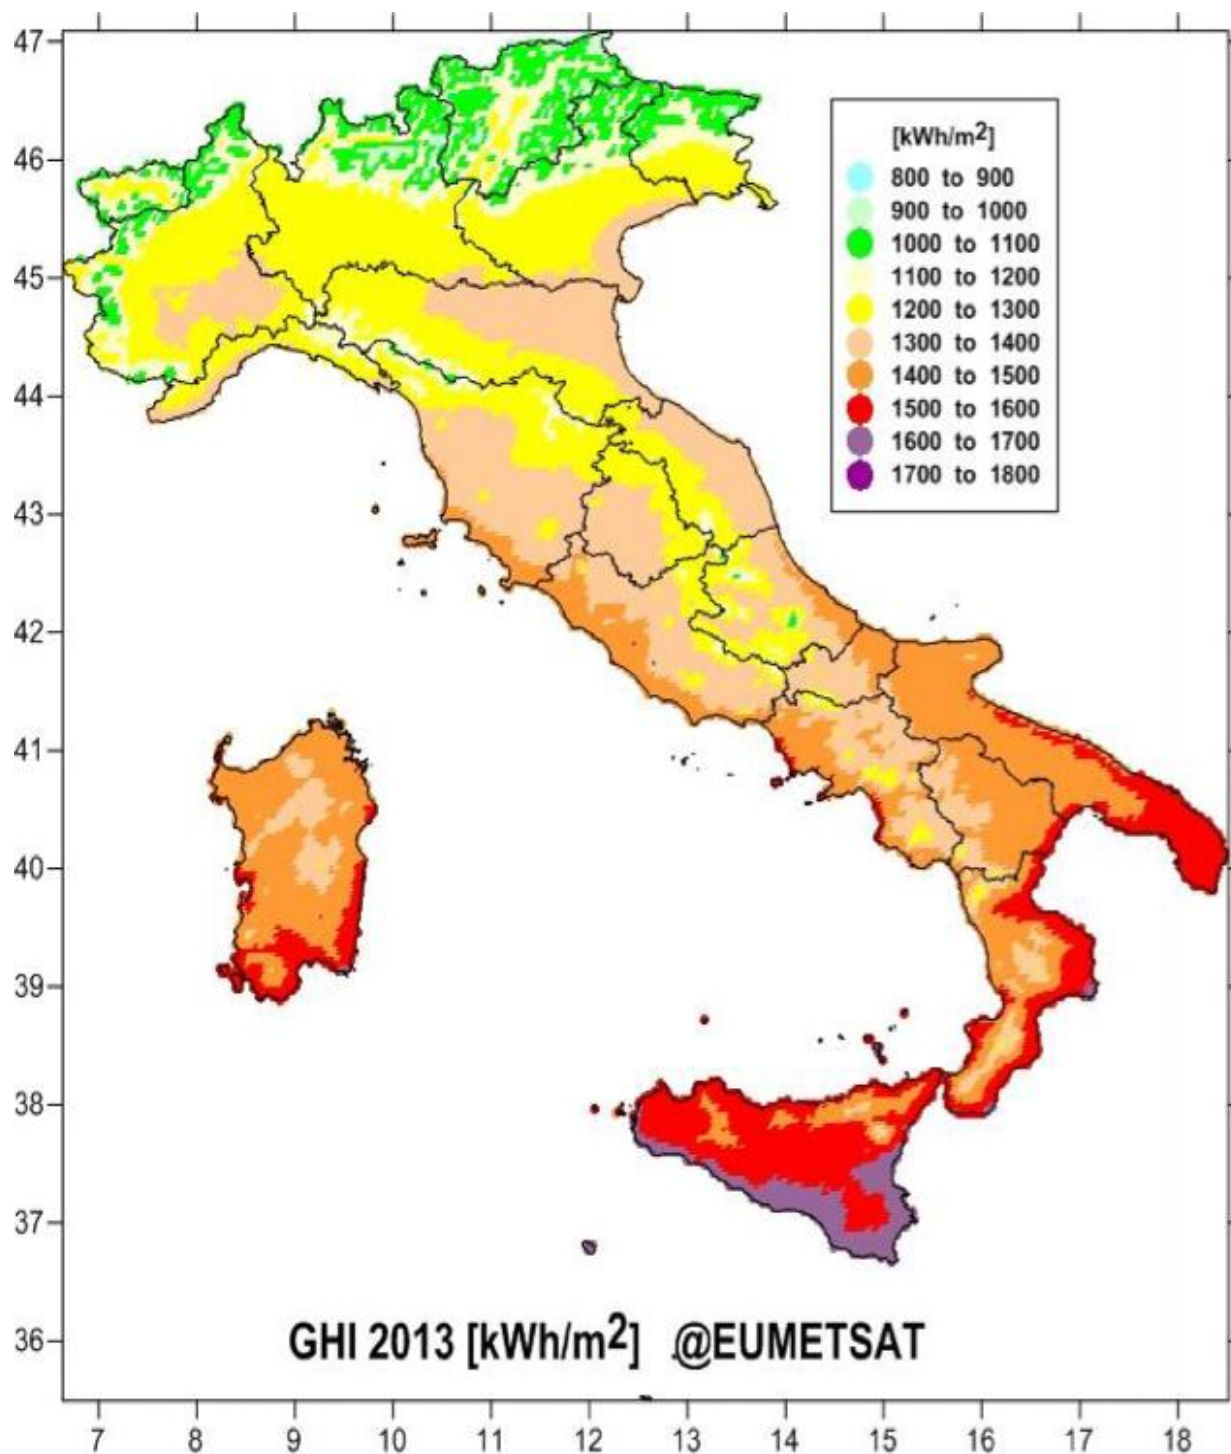 47
46
45
44
43
42
41
40
39
38
37
36
[kWh/m2]
800 to 900
900 to 1000
1000 to 1100
1100 to 1200
1200 to 1300
1300 to 1400
1400 to 1500
1500 to 1600
1600 to 1700
1700 to 1800
GHI 2013 [kWh/m2] @EUMETSAT
7 8 9 10 11 12 13 14 15 16 17 18